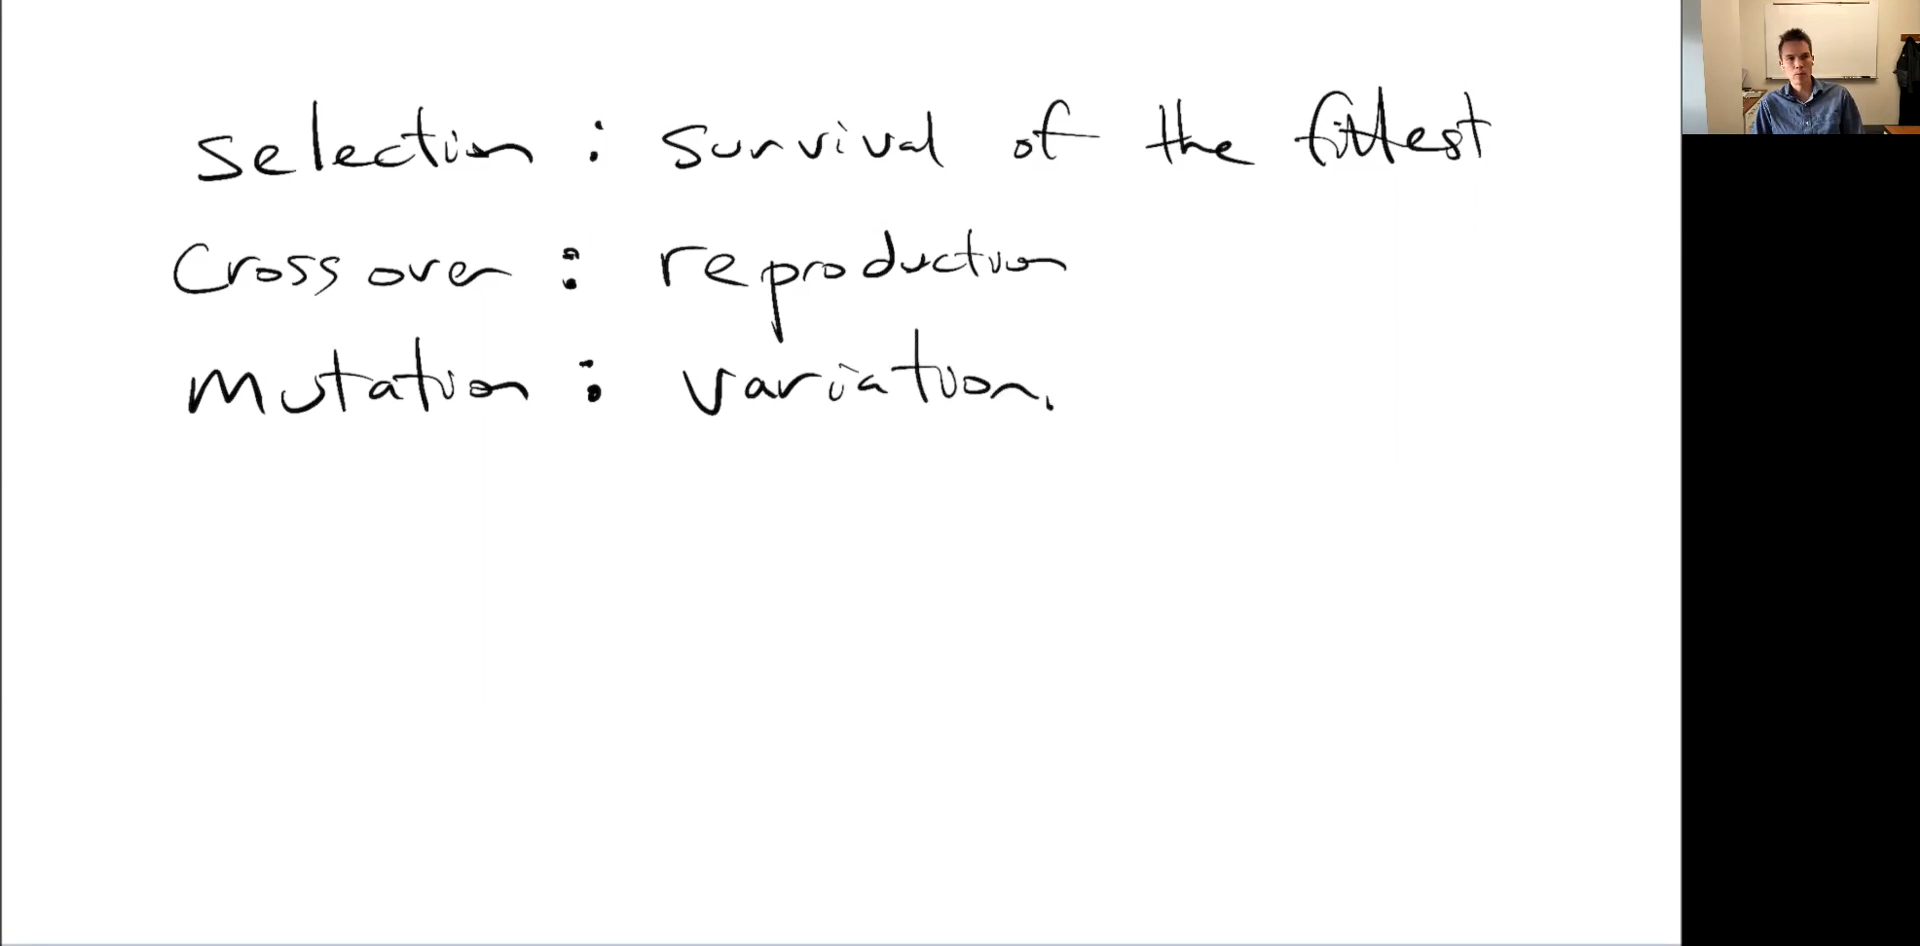 selection : survival of the fittest
Crossover : reproduction
mutation : variation.